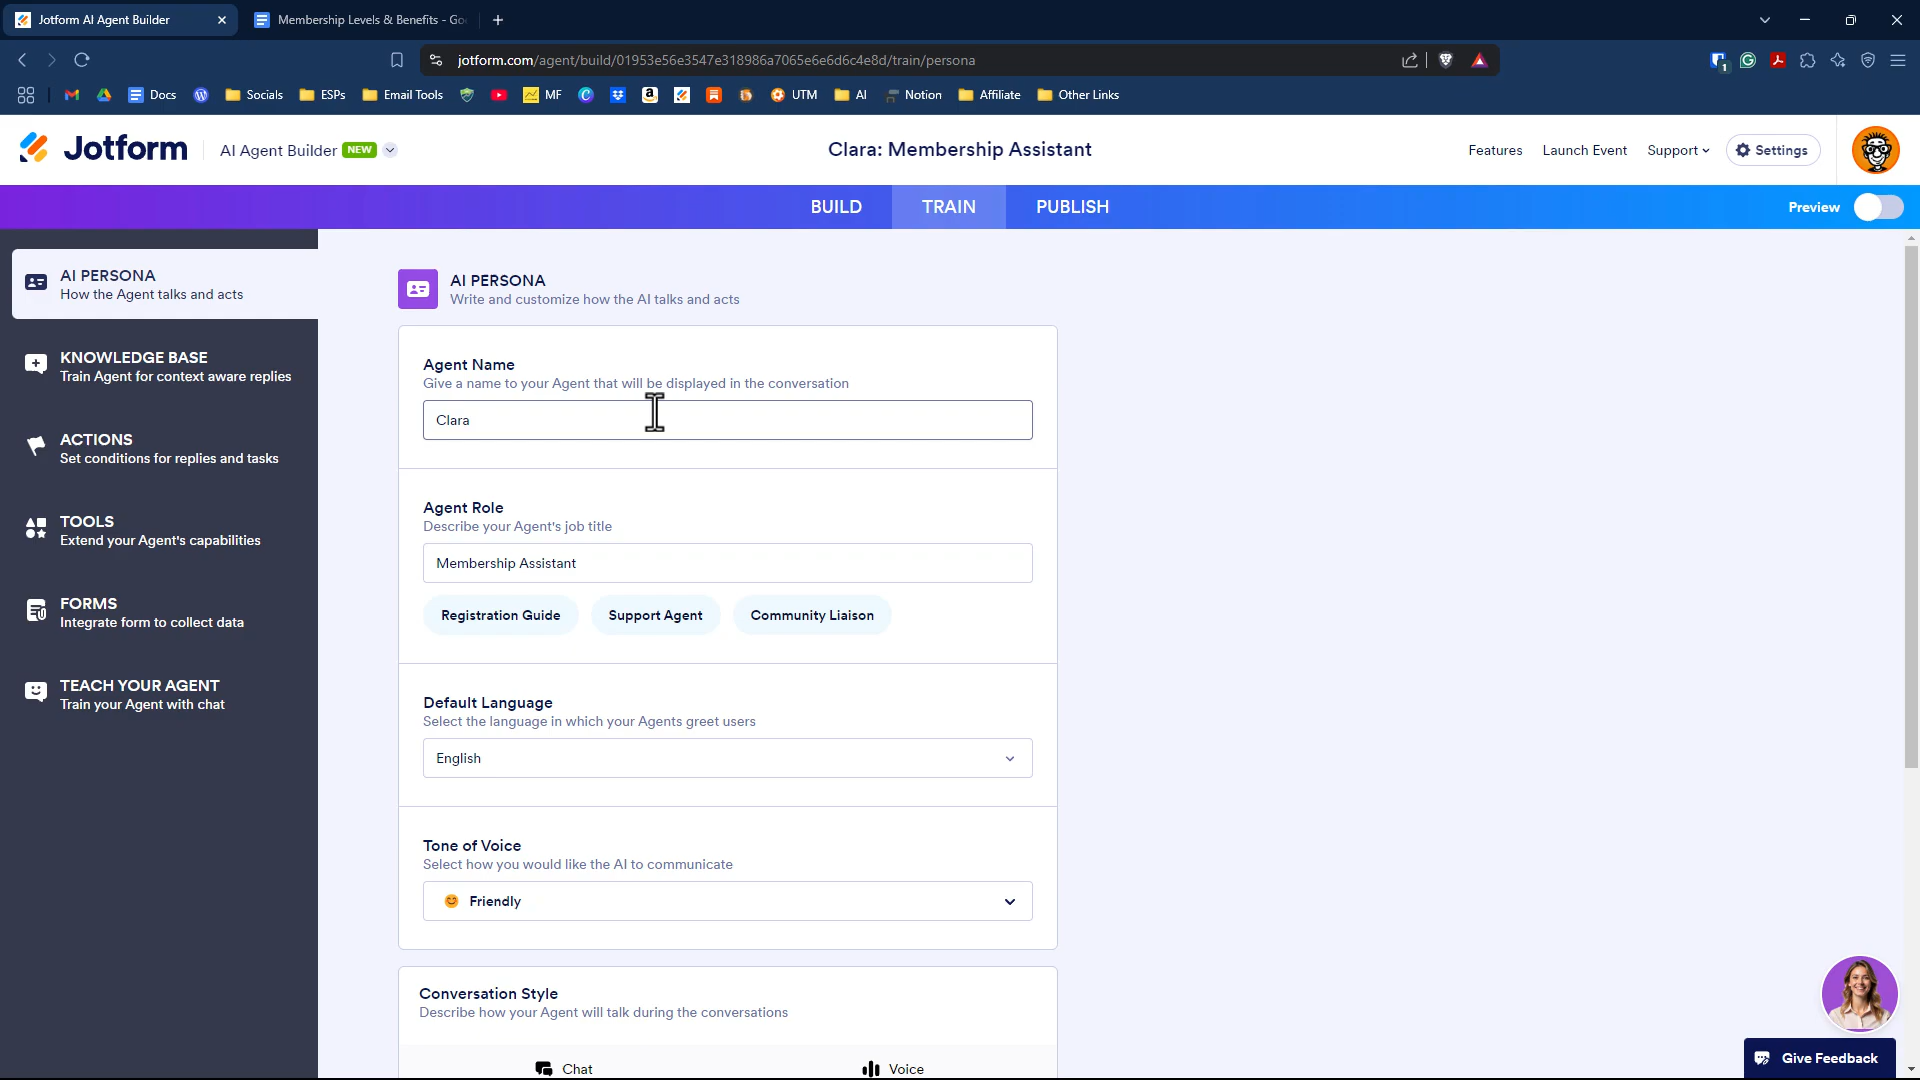 Jotform AI Agent Builder
Membership Levels & Benefits - Go
jotform.com/agent/build/01953e56e3547e318986a7065e6e6d6c4e8d/train/persona
1
Docs
Socials
ESPs
Email Tools
MF
UTM
AI
Notion
Affiliate
Other Links
Jotform
AI Agent Builder NEW
Clara: Membership Assistant
Features
Launch Event
Support
Settings
BUILD
TRAIN
PUBLISH
Preview
AI PERSONA
How the Agent talks and acts
KNOWLEDGE BASE
Train Agent for context aware replies
ACTIONS
Set conditions for replies and tasks
TOOLS
Extend your Agent's capabilities
FORMS
Integrate form to collect data
TEACH YOUR AGENT
Train your Agent with chat
AI PERSONA
Write and customize how the AI talks and acts
Agent Name
Give a name to your Agent that will be displayed in the conversation
Clara
Agent Role
Describe your Agent's job title
Membership Assistant
Registration Guide
Support Agent
Community Liaison
Default Language
Select the language in which your Agents greet users
English
Tone of Voice
Select how you would like the AI to communicate
Friendly
Conversation Style
Describe how your Agent will talk during the conversations
Chat
Voice
Give Feedback